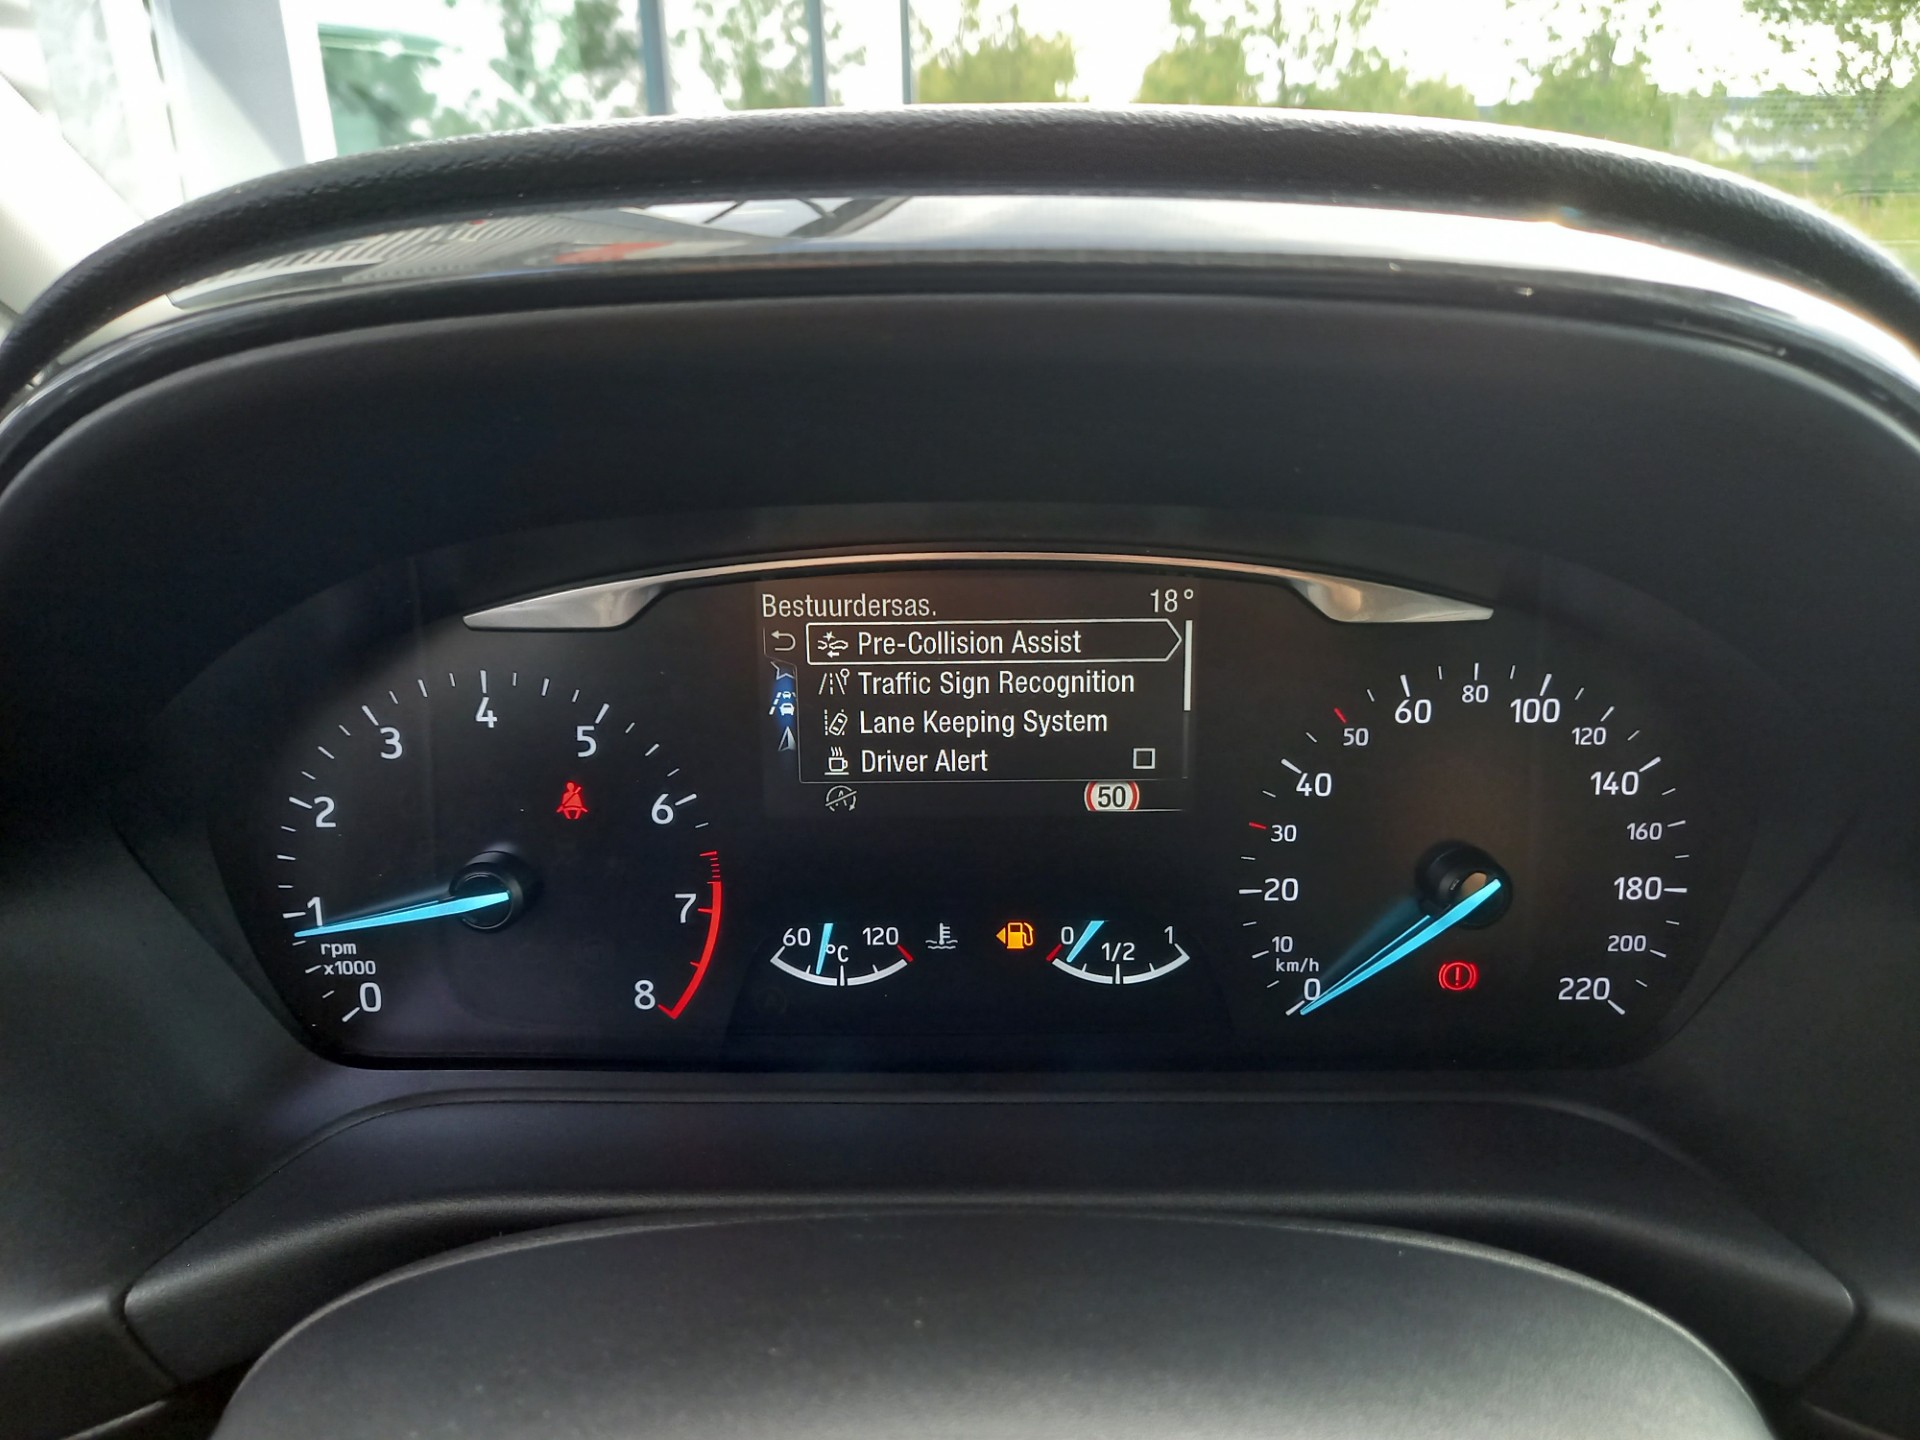 Bestuurdersas. 18°
Pre-Collision Assist
Traffic Sign Recognition
Lane Keeping System
Driver Alert
A 50
0 1 2 3 4 5 6 7 8
rpm
x1000
60 °C 120
0 1/2 1
0 10 20 30 40 50 60 80 100 120 140 160 180 200 220
km/h